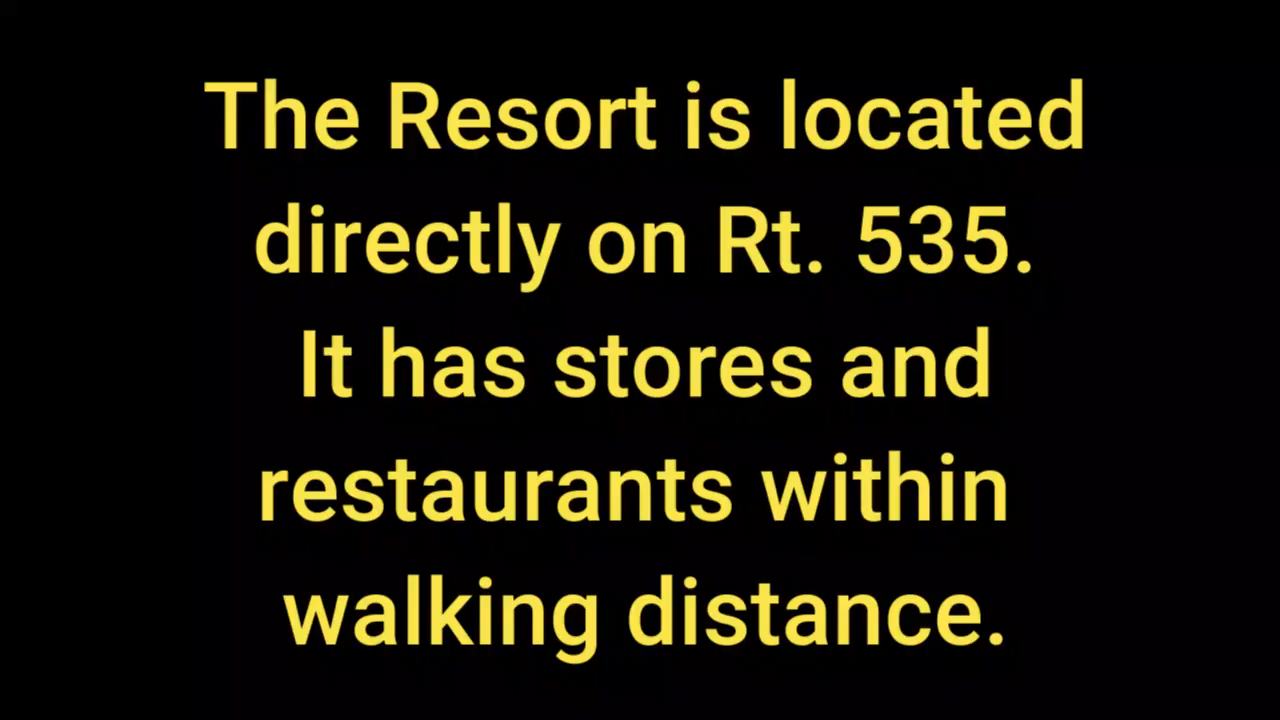 The Resort is located
directly on Rt. 535.
It has stores and
restaurants within
walking distance.